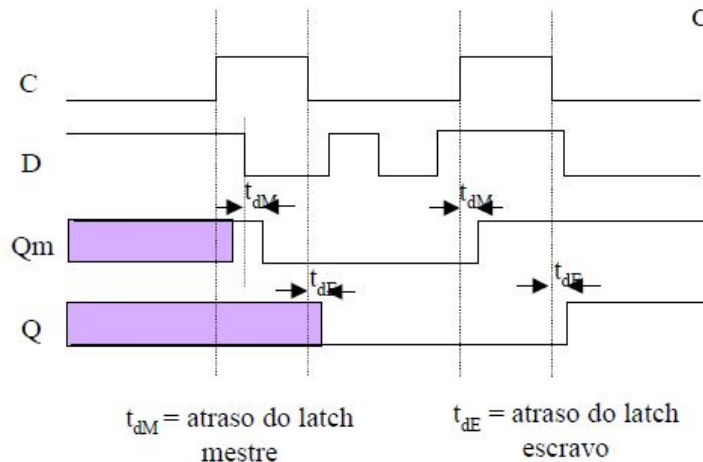 C
C
D
tdM
tdM
Qm
tdE
tdE
Q
tdM = atraso do latch
mestre
tdE = atraso do latch
escravo